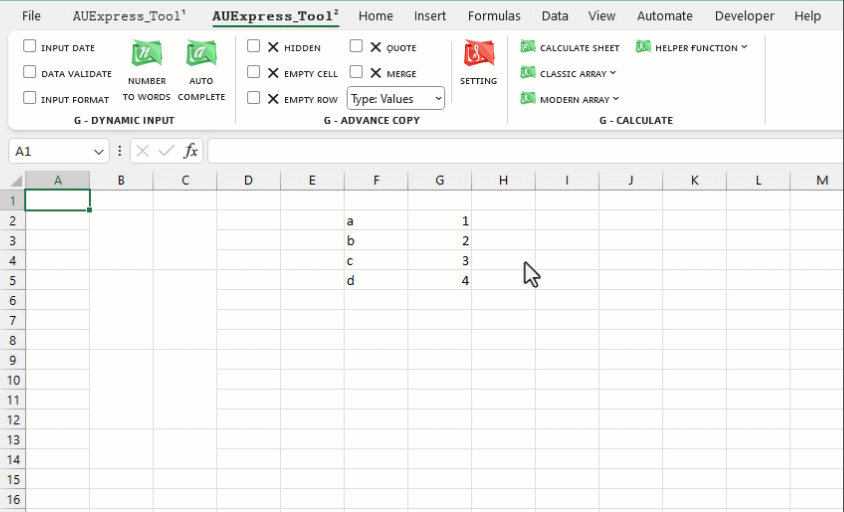 File AUExpress_Tool¹ AUExpress_Tool² Home Insert Formulas Data View Automate Developer Help
INPUT DATE
DATA VALIDATE
INPUT FORMAT
NUMBER TO WORDS
AUTO COMPLETE
G - DYNAMIC INPUT
HIDDEN
EMPTY CELL
EMPTY ROW
QUOTE
MERGE
Type: Values
SETTING
G - ADVANCE COPY
CALCULATE SHEET
CLASSIC ARRAY
MODERN ARRAY
HELPER FUNCTION
G - CALCULATE
A1 fx
A B C D E F G H I J K L M
1
2 a 1
3 b 2
4 c 3
5 d 4
6
7
8
9
10
11
12
13
14
15
16